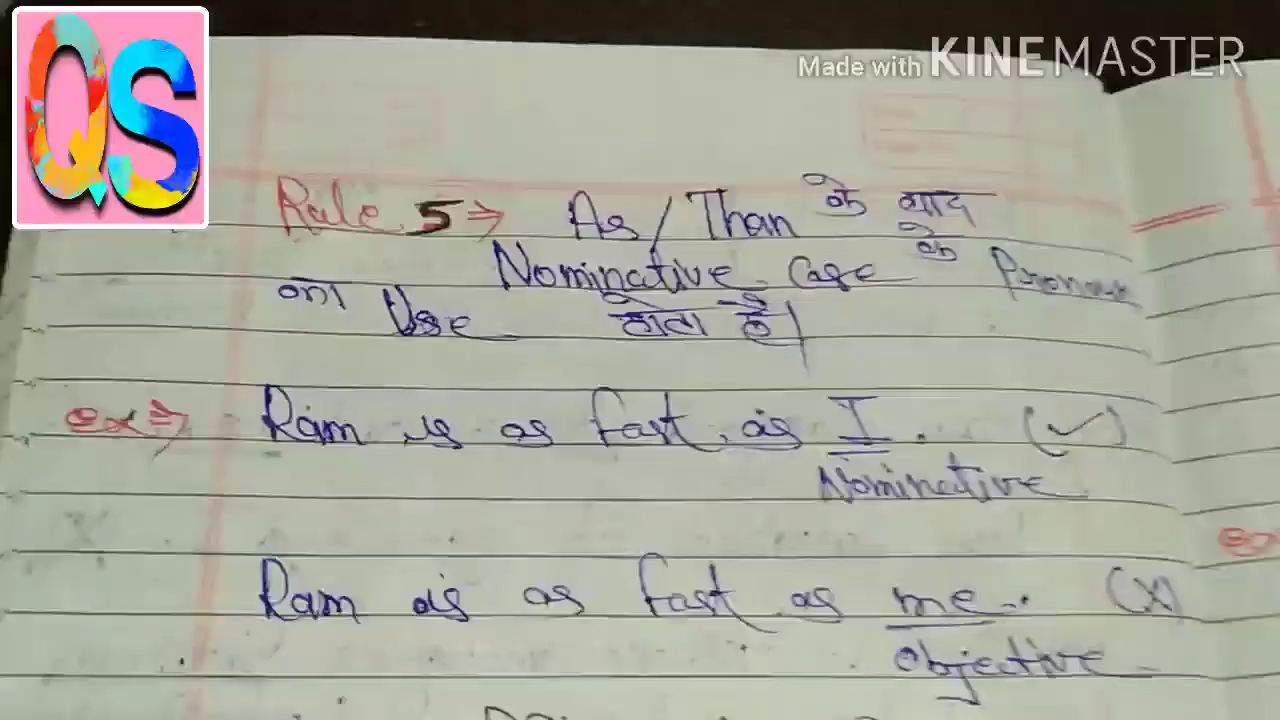 QS
Made with KINEMASTER
Rule 5 ⇒ As/Than के बाद
Nominative Case के Pronoun
का Use होता है।
ex ⇒ Ram is as fast as I. (✓)
Nominative
Ram is as fast as me. (x)
Objective